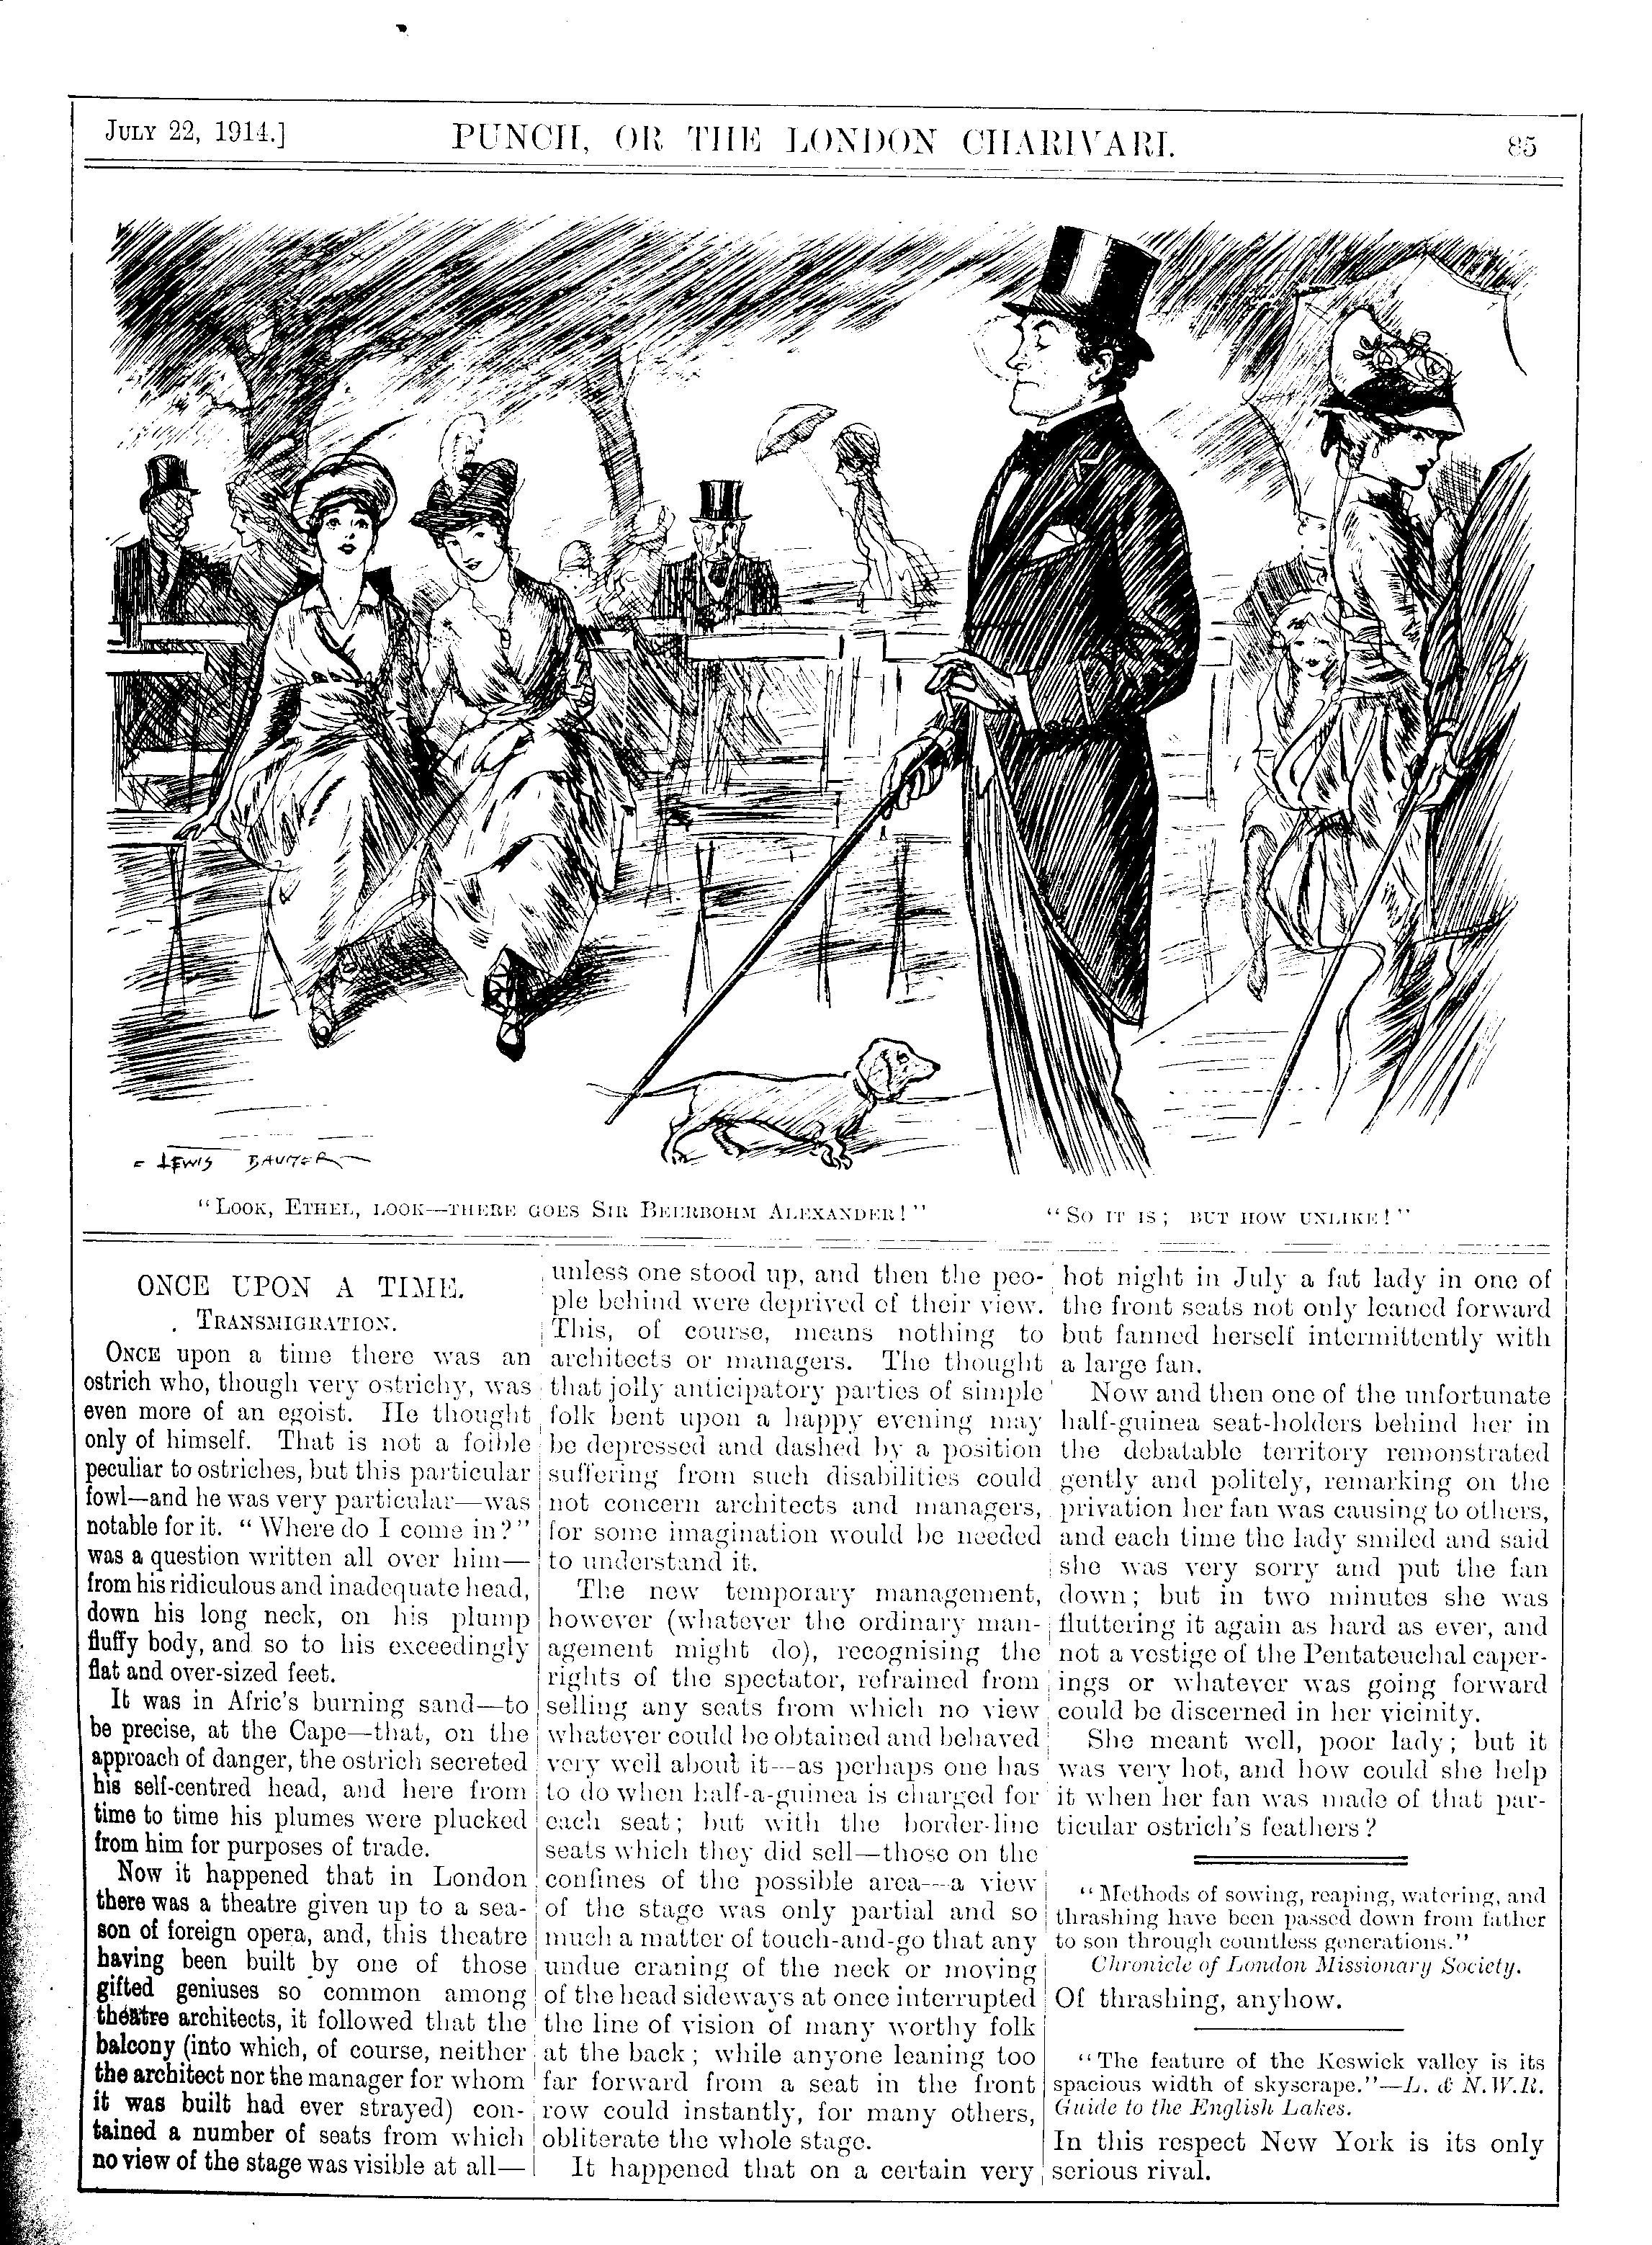 JULY 22, 1914.]
PUNCH, OR THE LONDON CHARIVARI.
85
LEWIS BAUMER
"LOOK, ETHEL, LOOK—THERE GOES SIR BEERBOHM ALEXANDER!"
"SO IT IS; BUT HOW UNLIKE!"
ONCE UPON A TIME.
TRANSMIGRATION.
ONCE upon a time there was an
ostrich who, though very ostrichy, was
even more of an egoist. He thought
only of himself. That is not a foible
peculiar to ostriches, but this particular
fowl—and he was very particular—was
notable for it. "Where do I come in?"
was a question written all over him—
from his ridiculous and inadequate head,
down his long neck, on his plump
fluffy body, and so to his exceedingly
flat and over-sized feet.
It was in Afric's burning sand—to
be precise, at the Cape—that, on the
approach of danger, the ostrich secreted
his self-centred head, and here from
time to time his plumes were plucked
from him for purposes of trade.
Now it happened that in London
there was a theatre given up to a sea-
son of foreign opera, and, this theatre
having been built by one of those
gifted geniuses so common among
theatre architects, it followed that the
balcony (into which, of course, neither
the architect nor the manager for whom
it was built had ever strayed) con-
tained a number of seats from which
no view of the stage was visible at all—
unless one stood up, and then the peo-
ple behind were deprived of their view.
This, of course, means nothing to
architects or managers. The thought
that jolly anticipatory parties of simple
folk bent upon a happy evening may
be depressed and dashed by a position
suffering from such disabilities could
not concern architects and managers,
for some imagination would be needed
to understand it.
The new temporary management,
however (whatever the ordinary man-
agement might do), recognising the
rights of the spectator, refrained from
selling any seats from which no view
whatever could be obtained and behaved
very well about it—as perhaps one has
to do when half-a-guinea is charged for
each seat; but with the border-line
seats which they did sell—those on the
confines of the possible area—a view
of the stage was only partial and so
much a matter of touch-and-go that any
undue craning of the neck or moving
of the head sideways at once interrupted
the line of vision of many worthy folk
at the back; while anyone leaning too
far forward from a seat in the front
row could instantly, for many others,
obliterate the whole stage.
It happened that on a certain very
hot night in July a fat lady in one of
the front seats not only leaned forward
but fanned herself intermittently with
a large fan.
Now and then one of the unfortunate
half-guinea seat-holders behind her in
the debatable territory remonstrated
gently and politely, remarking on the
privation her fan was causing to others,
and each time the lady smiled and said
she was very sorry and put the fan
down; but in two minutes she was
fluttering it again as hard as ever, and
not a vestige of the Pentateuchal caper-
ings or whatever was going forward
could be discerned in her vicinity.
She meant well, poor lady; but it
was very hot, and how could she help
it when her fan was made of that par-
ticular ostrich's feathers?
"Methods of sowing, reaping, watering, and
thrashing have been passed down from father
to son through countless generations."
Chronicle of London Missionary Society.
Of thrashing, anyhow.
"The feature of the Keswick valley is its
spacious width of skyscrape."—L. & N.W.R.
Guide to the English Lakes.
In this respect New York is its only
serious rival.